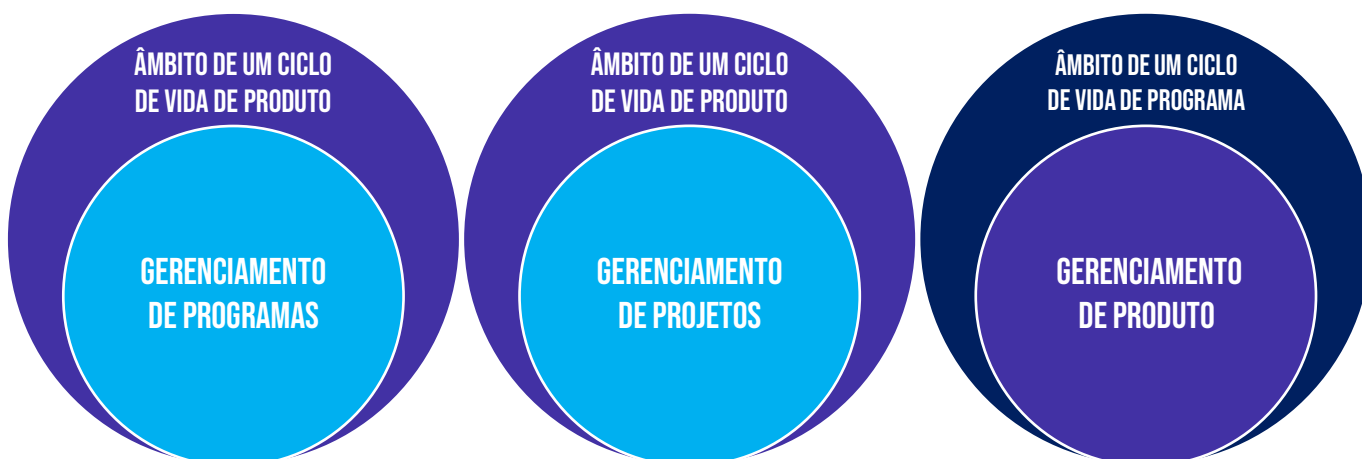 ÂMBITO DE UM CICLO
DE VIDA DE PRODUTO
GERENCIAMENTO
DE PROGRAMAS
ÂMBITO DE UM CICLO
DE VIDA DE PRODUTO
GERENCIAMENTO
DE PROJETOS
ÂMBITO DE UM CICLO
DE VIDA DE PROGRAMA
GERENCIAMENTO
DE PRODUTO